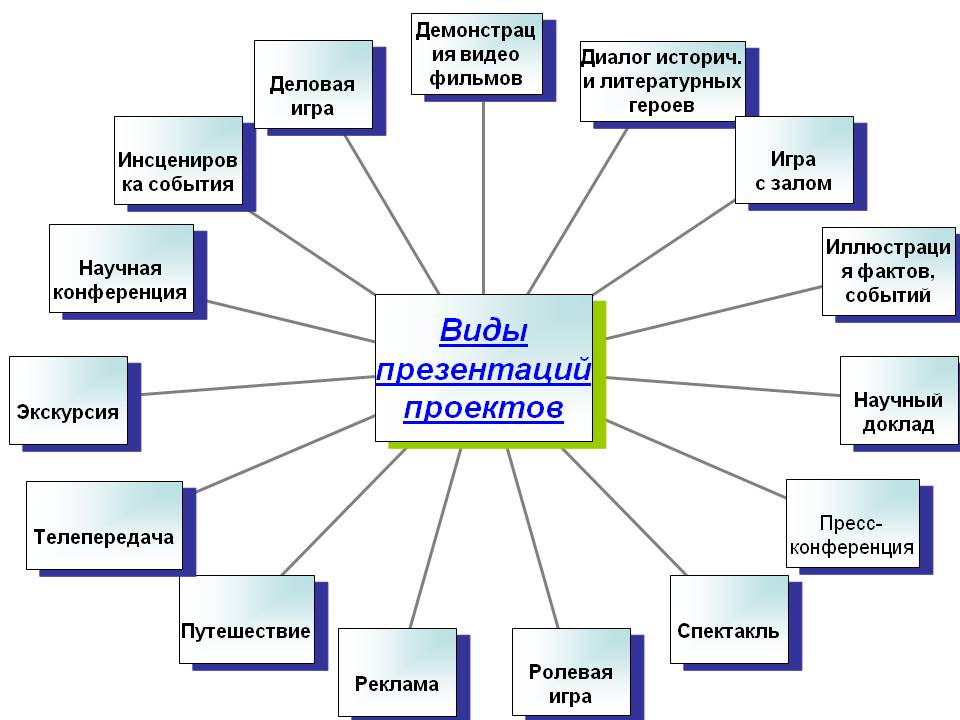 Демонстрац
ия видео
фильмов
Диалог историч.
и литературных
героев
Игра
с залом
Иллюстраци
я фактов,
событий
Научный
доклад
Пресс-
конференция
Спектакль
Ролевая
игра
Реклама
Путешествие
Телепередача
Экскурсия
Научная
конференция
Инсцениров
ка события
Деловая
игра
Виды
презентаций
проектов